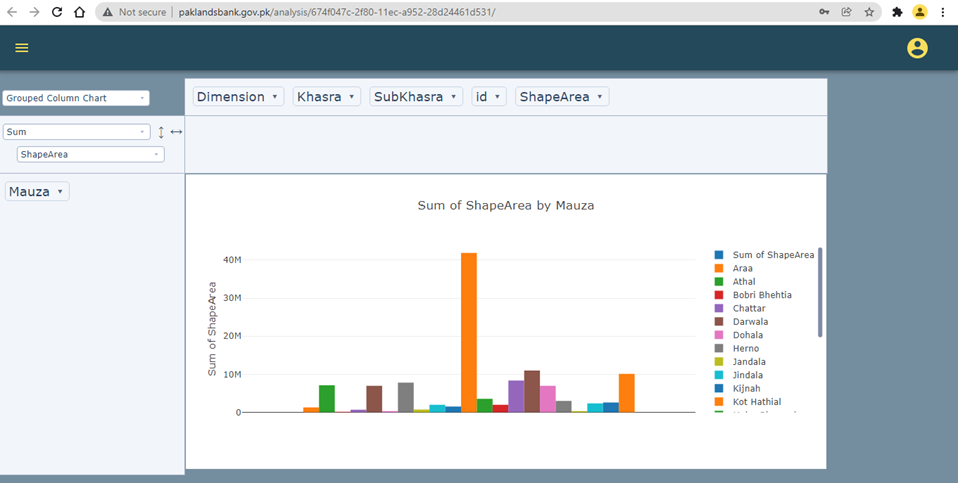 Not secure | paklandsbank.gov.pk/analysis/674f047c-2f80-11ec-a952-28d24461d531/
Grouped Column Chart
Dimension
Khasra
SubKhasra
id
ShapeArea
Sum
ShapeArea
Mauza
Sum of ShapeArea by Mauza
Sum of ShapeArea
40M
30M
20M
10M
0
Sum of ShapeArea
Araa
Athal
Bobri Bhehtia
Chattar
Darwala
Dohala
Herno
Jandala
Jindala
Kijnah
Kot Hathial